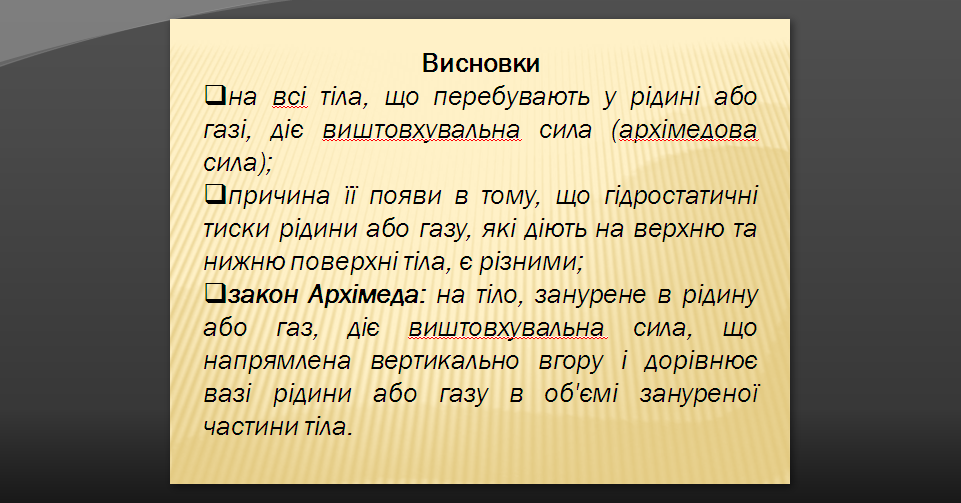 Висновки
❑на всі тіла, що перебувають у рідині або
газі, діє виштовхувальна сила (архімедова
сила);
❑причина її появи в тому, що гідростатичні
тиски рідини або газу, які діють на верхню та
нижню поверхні тіла, є різними;
❑закон Архімеда: на тіло, занурене в рідину
або газ, діє виштовхувальна сила, що
напрямлена вертикально вгору і дорівнює
вазі рідини або газу в об'ємі зануреної
частини тіла.